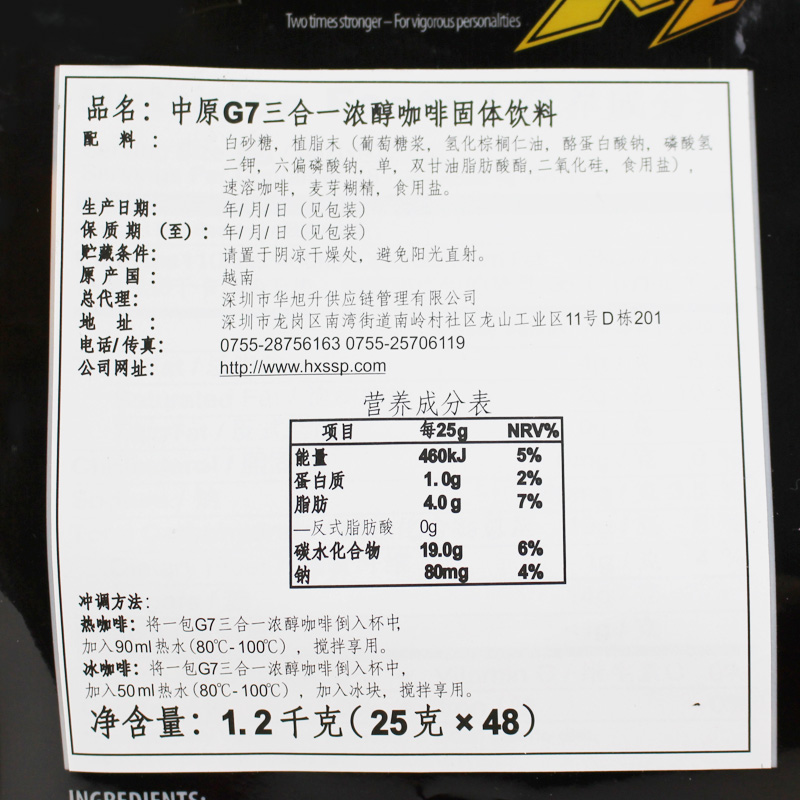 Two times stronger – For vigorous personalities
品名：中原G7三合一浓醇咖啡固体饮料
配 料：白砂糖，植脂末（葡萄糖浆，氢化棕榈仁油，酪蛋白酸钠，磷酸氢
二钾，六偏磷酸钠，单，双甘油脂肪酸酯，二氧化硅，食用盐），
速溶咖啡，麦芽糊精，食用盐。
生产日期：年/月/日（见包装）
保质期（至）：年/月/日（见包装）
贮藏条件：请置于阴凉干燥处，避免阳光直射。
原产国：越南
总代理：深圳市华旭升供应链管理有限公司
地 址：深圳市龙岗区南湾街道南岭村社区龙山工业区11号D栋201
电话/传真：0755-28756163 0755-25706119
公司网址：http://www.hxssp.com
营养成分表
项目 每25g NRV%
能量 460kJ 5%
蛋白质 1.0g 2%
脂肪 4.0g 7%
—反式脂肪酸 0g
碳水化合物 19.0g 6%
钠 80mg 4%
冲调方法：
热咖啡：将一包G7三合一浓醇咖啡倒入杯中，
加入90ml热水（80℃-100℃），搅拌享用。
冰咖啡：将一包G7三合一浓醇咖啡倒入杯中，
加入50ml热水（80℃-100℃），加入冰块，搅拌享用。
净含量：1.2千克（25克×48）
INGREDIENTS: